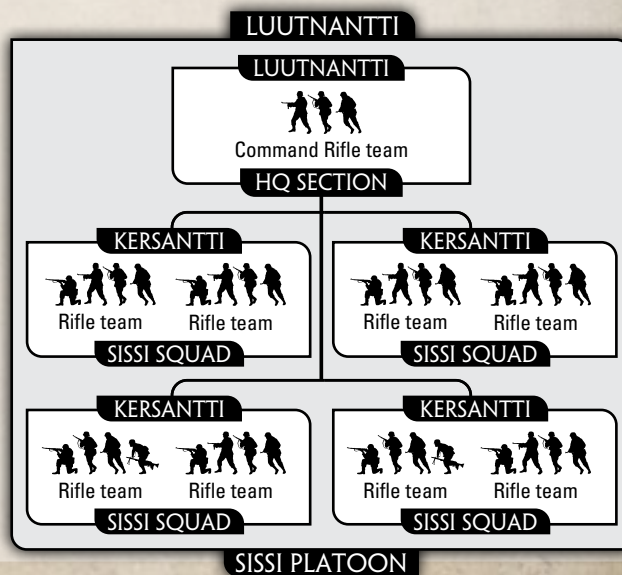 LUUTNANTTI
LUUTNANTTI
Command Rifle team
HQ SECTION
KERSANTTI
Rifle team Rifle team
SISSI SQUAD
KERSANTTI
Rifle team Rifle team
SISSI SQUAD
KERSANTTI
Rifle team Rifle team
SISSI SQUAD
KERSANTTI
Rifle team Rifle team
SISSI SQUAD
SISSI PLATOON